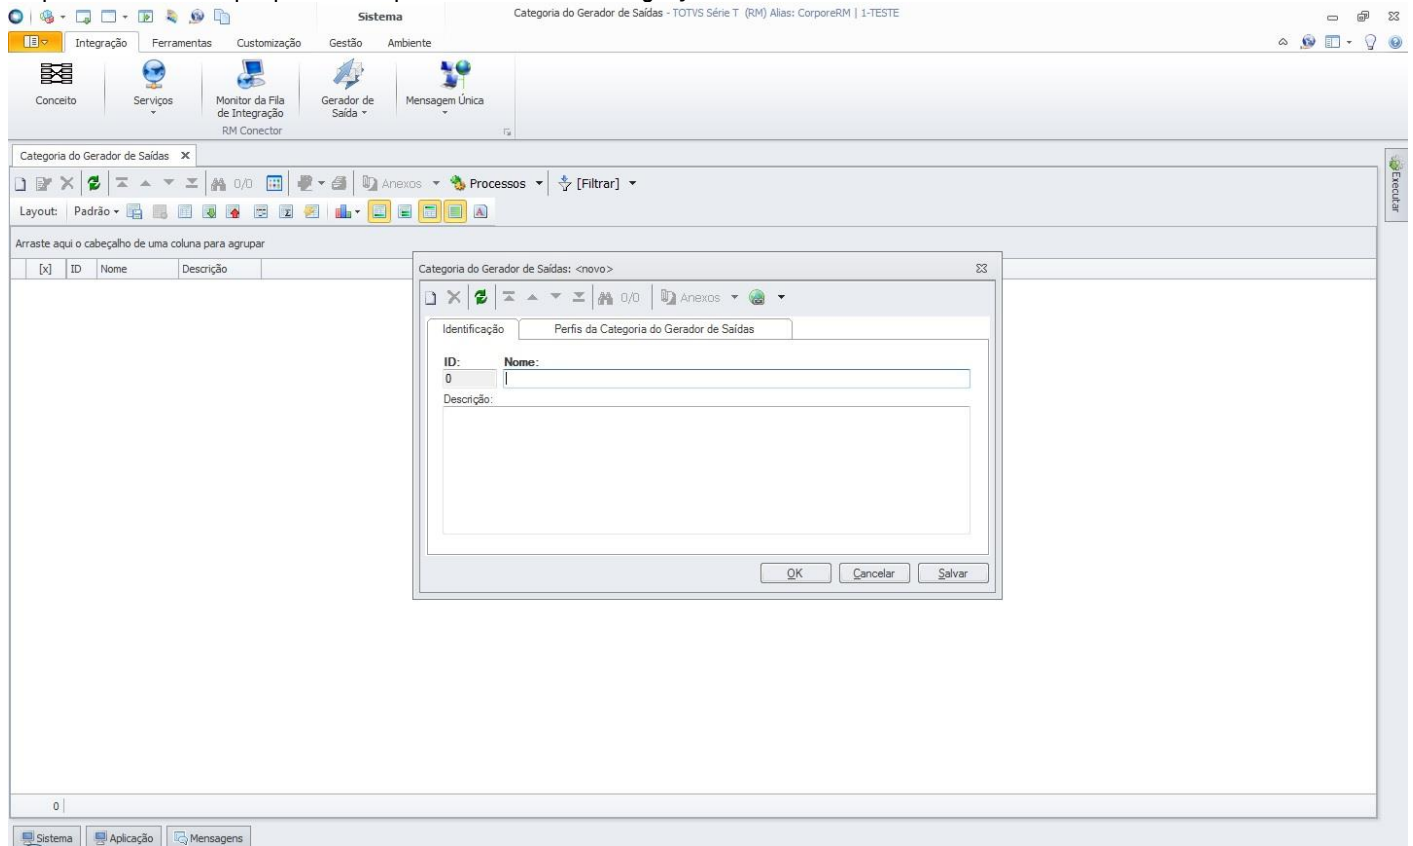 Sistema
Categoria do Gerador de Saídas - TOTVS Série T (RM) Alias: CorporeRM | 1-TESTE
Integração Ferramentas Customização Gestão Ambiente
Conceito
Serviços
Monitor da Fila de Integração
Gerador de Saída
Mensagem Única
RM Conector
Categoria do Gerador de Saídas X
Executar
0/0 Anexos Processos [Filtrar]
Layout: Padrão
Arraste aqui o cabeçalho de uma coluna para agrupar
[x] ID Nome Descrição
Categoria do Gerador de Saídas: <novo>
0/0 Anexos
Identificação Perfis da Categoria do Gerador de Saídas
ID: Nome:
0
Descrição:
OK Cancelar Salvar
0
Sistema Aplicação Mensagens